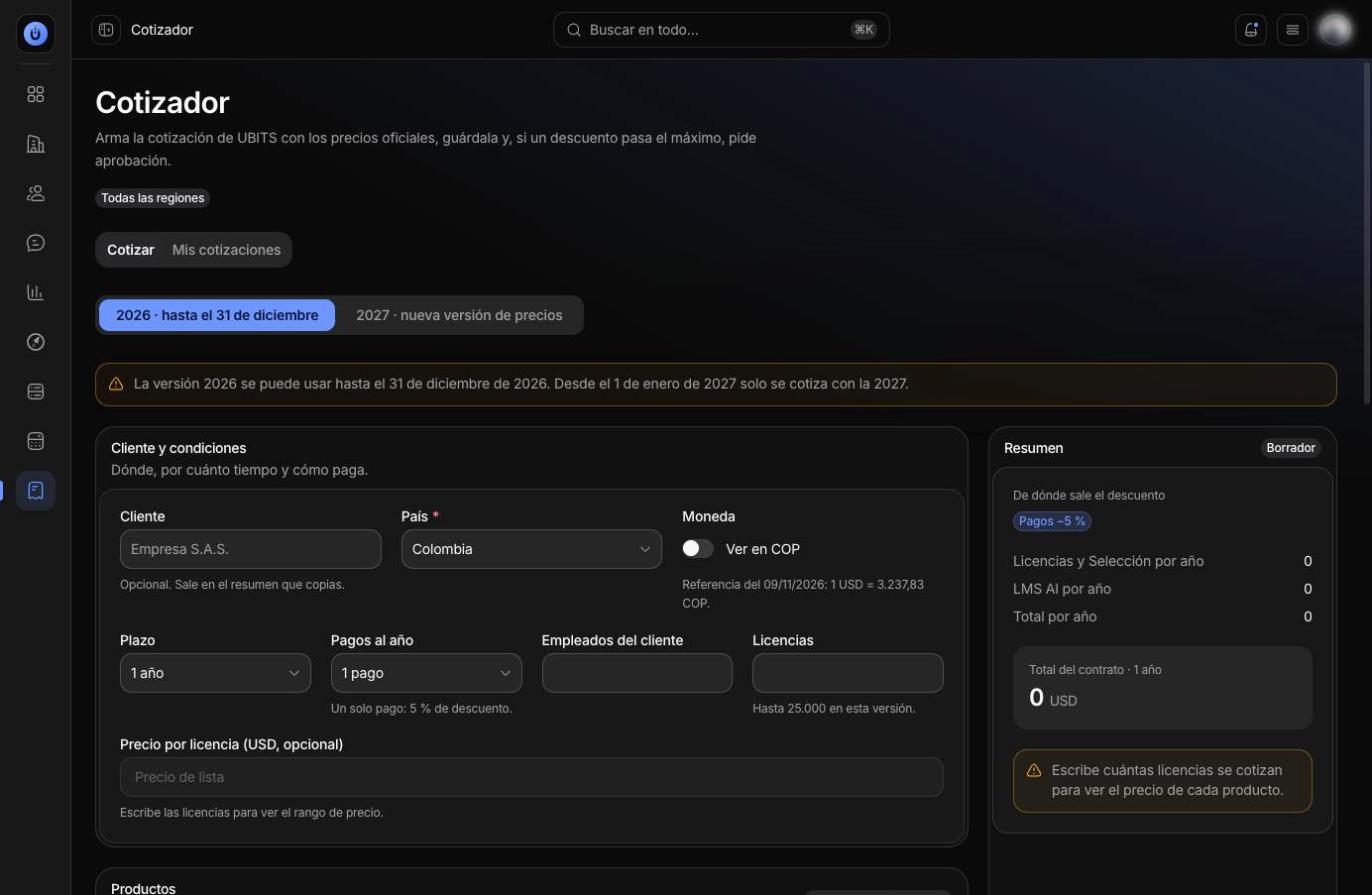 Cotizador
Buscar en todo...
⌘K
Cotizador
Arma la cotización de UBITS con los precios oficiales, guárdala y, si un descuento pasa el máximo, pide
aprobación.
Todas las regiones
Cotizar
Mis cotizaciones
2026 · hasta el 31 de diciembre
2027 · nueva versión de precios
La versión 2026 se puede usar hasta el 31 de diciembre de 2026. Desde el 1 de enero de 2027 solo se cotiza con la 2027.
Cliente y condiciones
Dónde, por cuánto tiempo y cómo paga.
Cliente
País *
Moneda
Empresa S.A.S.
Colombia
Ver en COP
Opcional. Sale en el resumen que copias.
Referencia del 09/11/2026: 1 USD = 3.237,83
COP.
Plazo
Pagos al año
Empleados del cliente
Licencias
1 año
1 pago
Un solo pago: 5 % de descuento.
Hasta 25.000 en esta versión.
Precio por licencia (USD, opcional)
Precio de lista
Escribe las licencias para ver el rango de precio.
Productos
Resumen
Borrador
De dónde sale el descuento
Pagos −5 %
Licencias y Selección por año 0
LMS AI por año 0
Total por año 0
Total del contrato · 1 año
0 USD
Escribe cuántas licencias se cotizan
para ver el precio de cada producto.